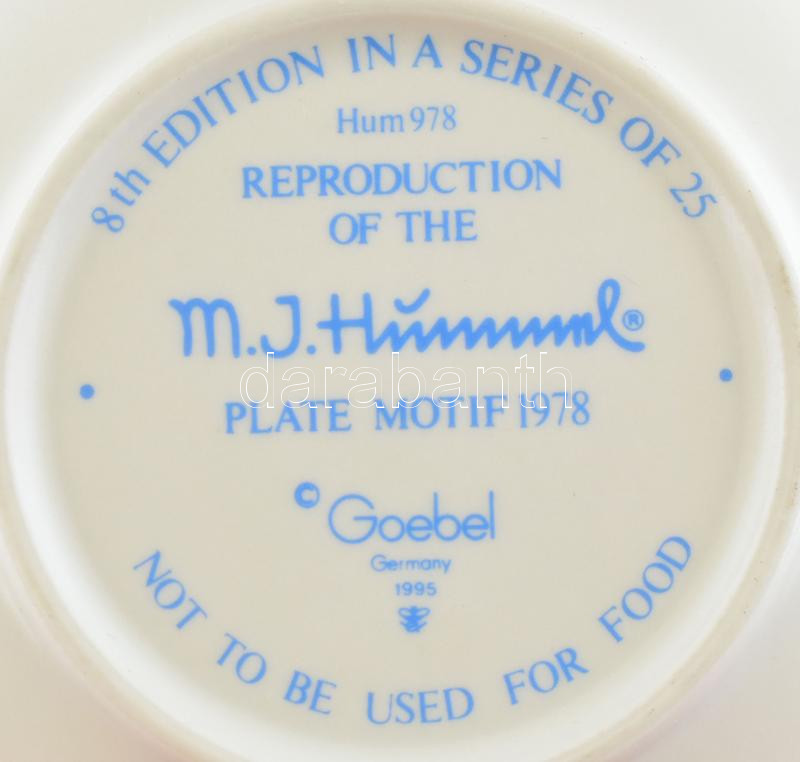 8th EDITION IN A SERIES OF 25
Hum 978
REPRODUCTION
OF THE
M.J. Hummel®
darabanth
PLATE MOTIF 1978
© Goebel
Germany
1995
NOT TO BE USED FOR FOOD